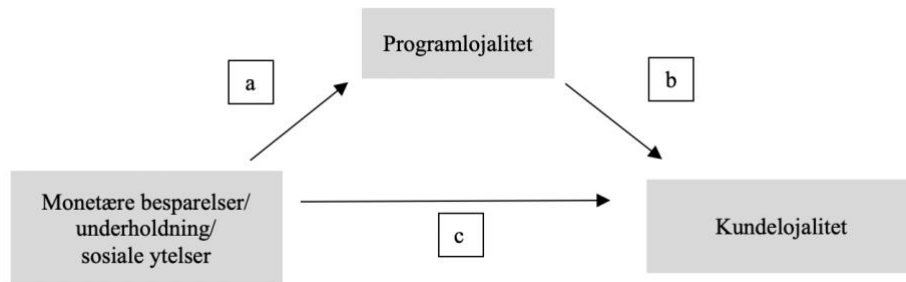 Programlojalitet
a
b
Monetære besparelser/
underholdning/
sosiale ytelser
c
Kundelojalitet